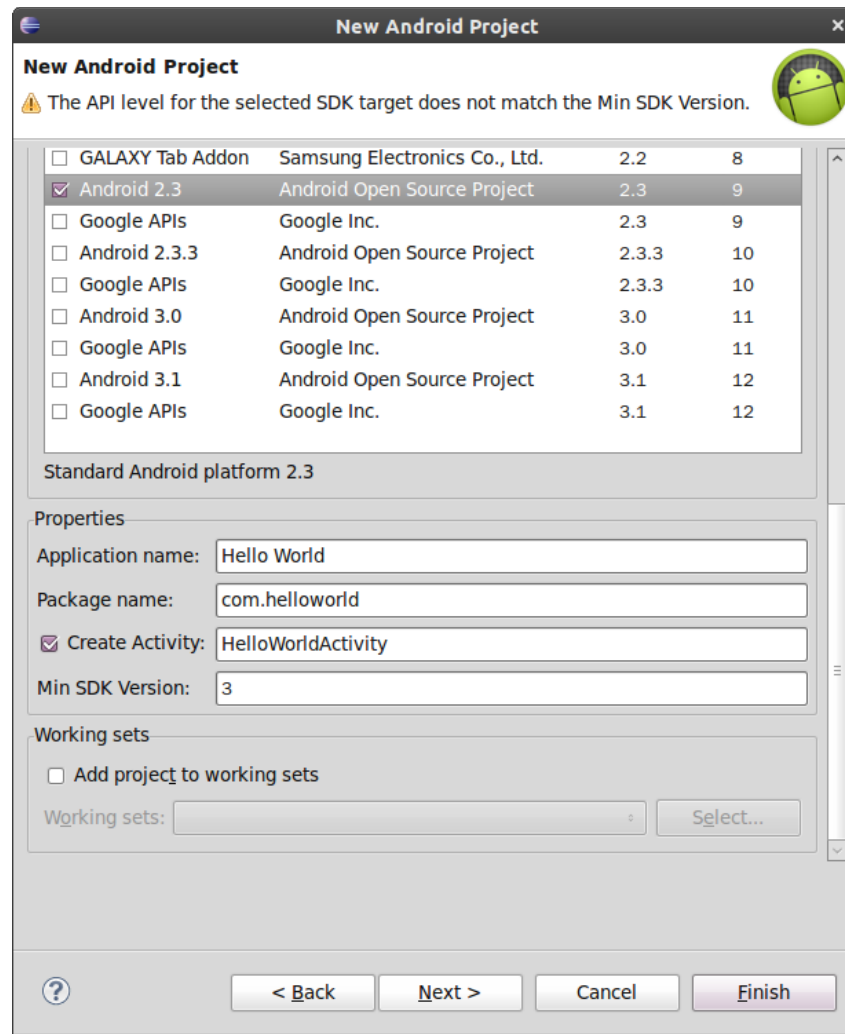 New Android Project
New Android Project
The API level for the selected SDK target does not match the Min SDK Version.
GALAXY Tab Addon Samsung Electronics Co., Ltd. 2.2 8
Android 2.3 Android Open Source Project 2.3 9
Google APIs Google Inc. 2.3 9
Android 2.3.3 Android Open Source Project 2.3.3 10
Google APIs Google Inc. 2.3.3 10
Android 3.0 Android Open Source Project 3.0 11
Google APIs Google Inc. 3.0 11
Android 3.1 Android Open Source Project 3.1 12
Google APIs Google Inc. 3.1 12
Standard Android platform 2.3
Properties
Application name: Hello World
Package name: com.helloworld
Create Activity: HelloWorldActivity
Min SDK Version: 3
Working sets
Add project to working sets
Working sets: Select...
? < Back Next > Cancel Finish